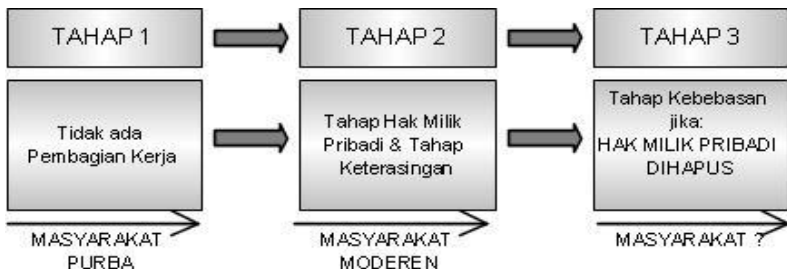 TAHAP 1
TAHAP 2
TAHAP 3
Tidak ada
Pembagian Kerja
Tahap Hak Milik
Pribadi & Tahap
Keterasingan
Tahap Kebebasan
jika:
HAK MILIK PRIBADI
DIHAPUS
MASYARAKAT
PURBA
MASYARAKAT
MODEREN
MASYARAKAT ?